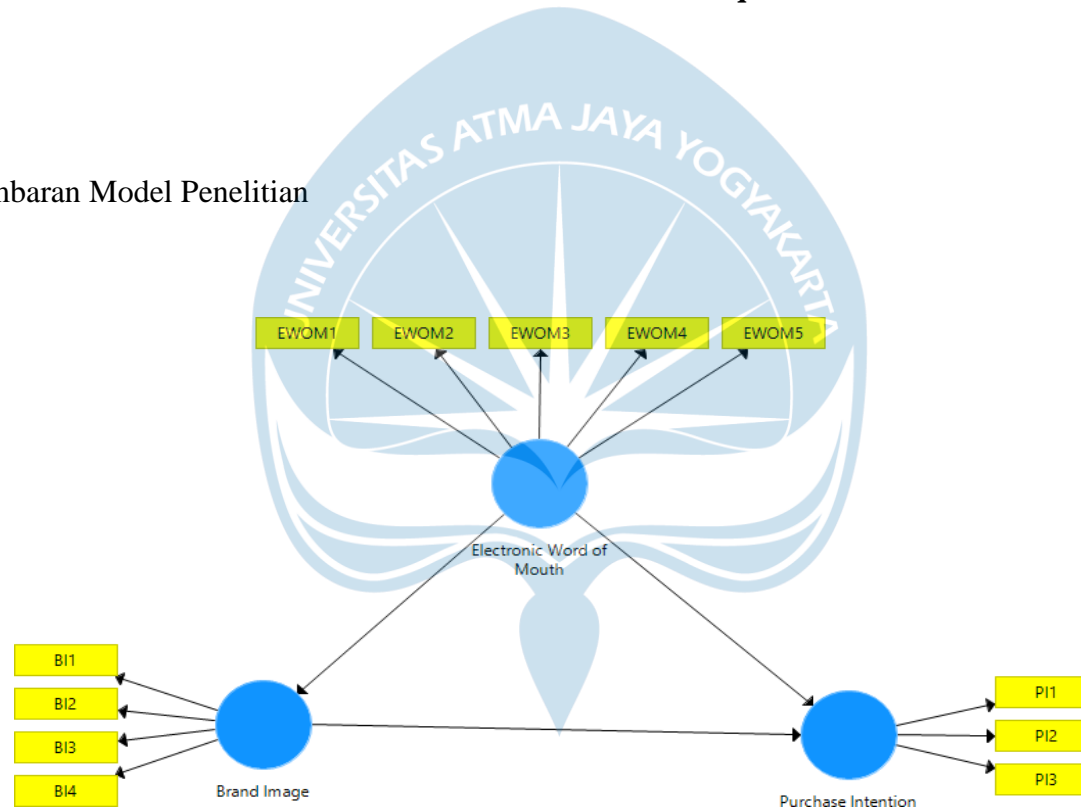 UNIVERSITAS ATMA JAYA YOGYAKARTA
Model Penelitian
EWOM1
EWOM2
EWOM3
EWOM4
EWOM5
Electronic Word of
Mouth
BI1
BI2
BI3
BI4
Brand Image
PI1
PI2
PI3
Purchase Intention